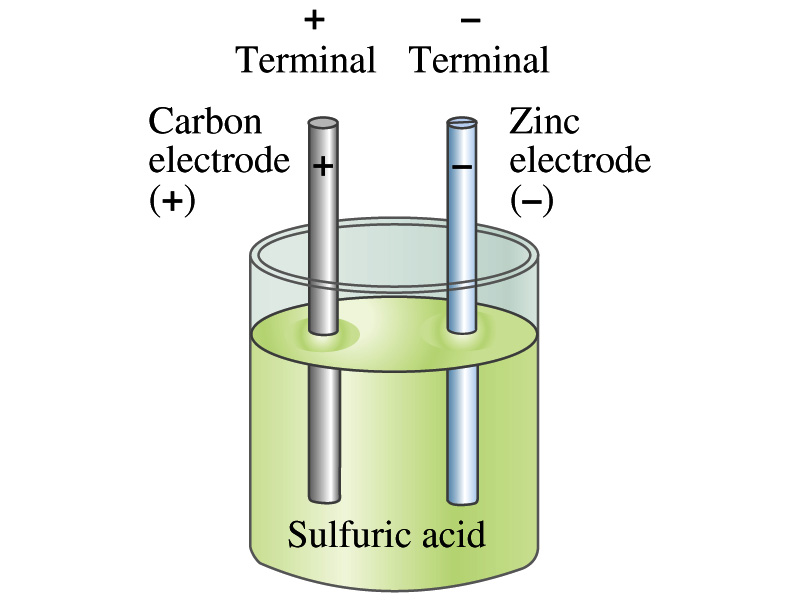 + –
Terminal Terminal
Carbon
electrode
(+)
+
–
Zinc
electrode
(–)
Sulfuric acid